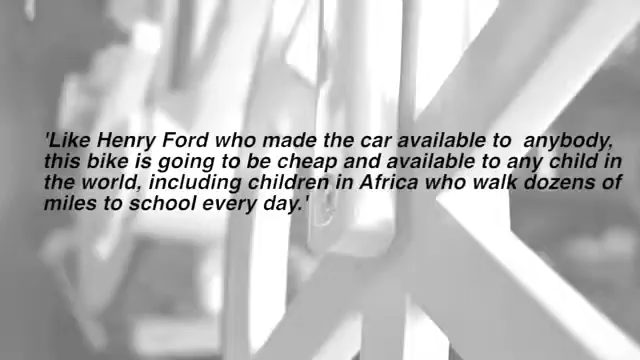 'Like Henry Ford who made the car available to  anybody,
this bike is going to be cheap and available to any child in
the world, including children in Africa who walk dozens of
miles to school every day.'